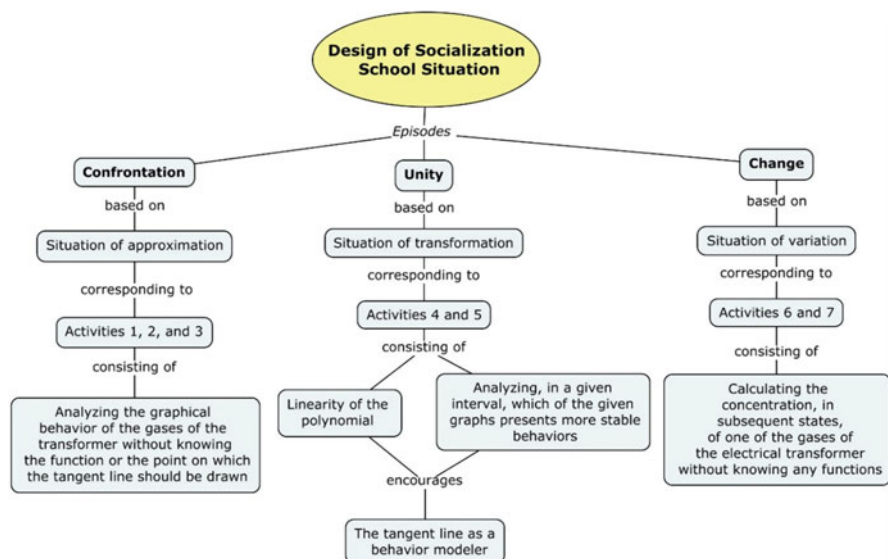 Design of Socialization
School Situation
Episodes
Confrontation
based on
Situation of approximation
corresponding to
Activities 1, 2, and 3
consisting of
Analyzing the graphical
behavior of the gases of the
transformer without knowing
the function or the point on which
the tangent line should be drawn
Unity
based on
Situation of transformation
corresponding to
Activities 4 and 5
consisting of
Linearity of the
polynomial
Analyzing, in a given
interval, which of the given
graphs presents more stable
behaviors
encourages
The tangent line as a
behavior modeler
Change
based on
Situation of variation
corresponding to
Activities 6 and 7
consisting of
Calculating the
concentration, in
subsequent states,
of one of the gases of
the electrical transformer
without knowing any functions